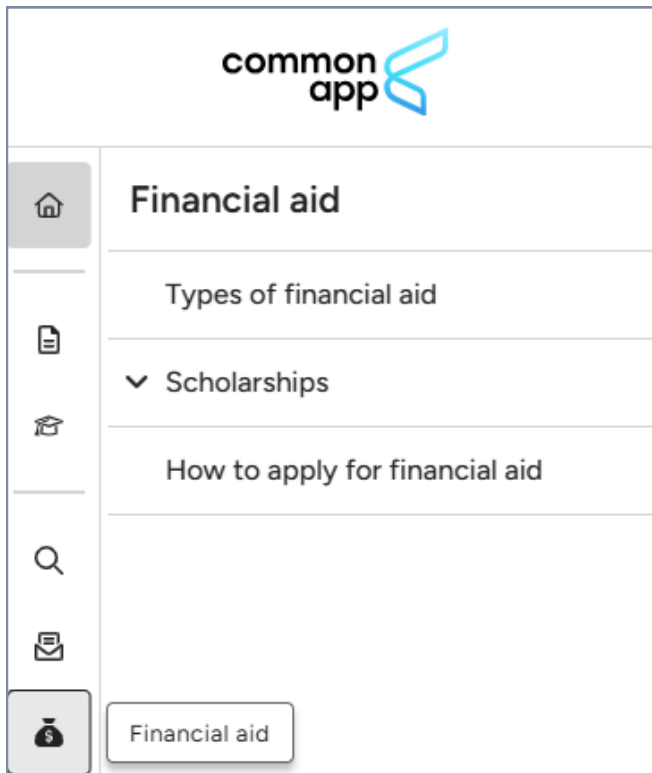 common
app
Financial aid
Types of financial aid
Scholarships
How to apply for financial aid
$
Financial aid